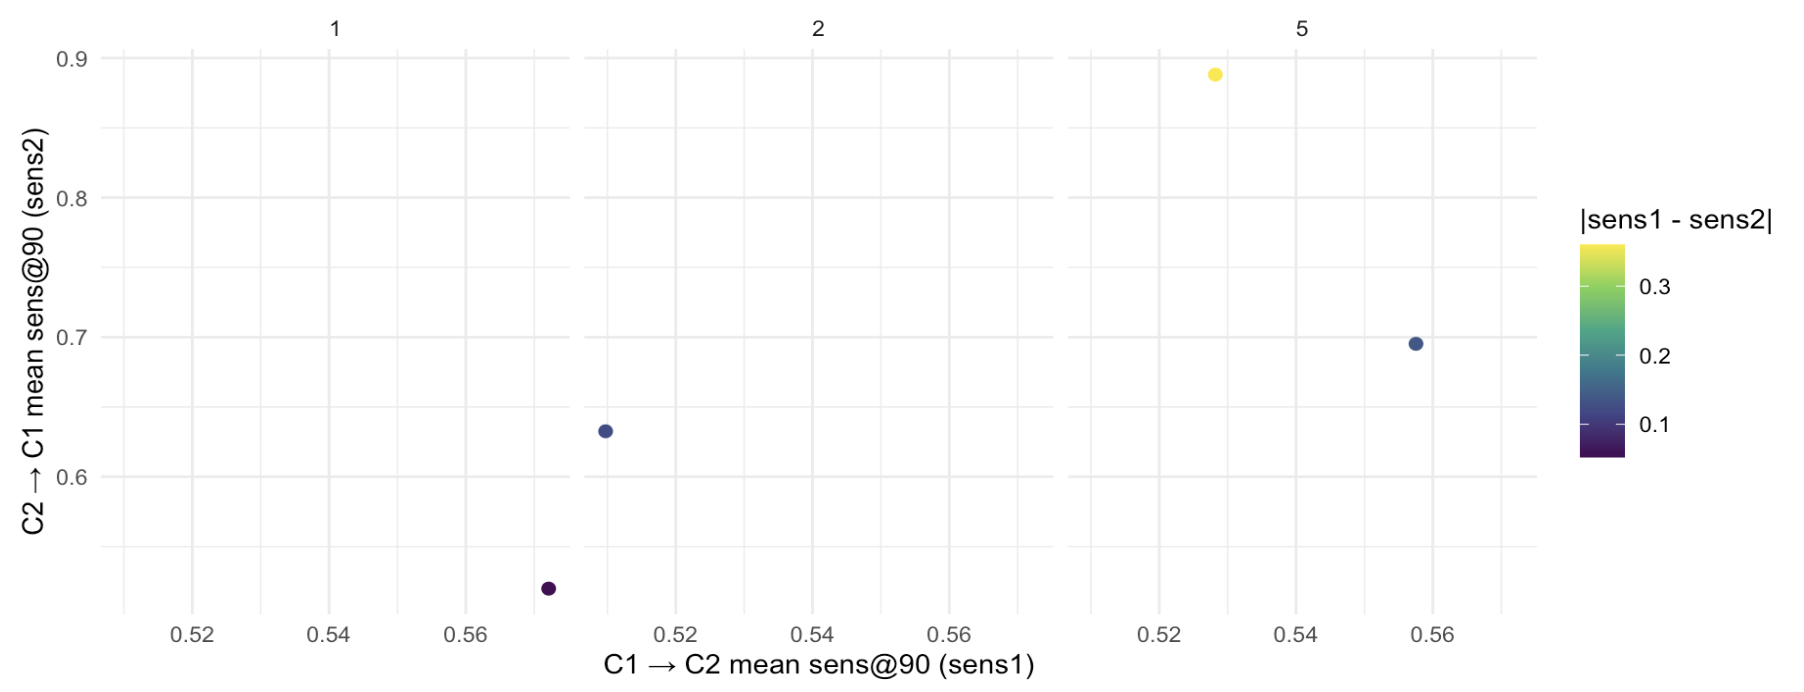 1 2 5
0.9
0.8
0.7
0.6
C2 → C1 mean sens@90 (sens2)
0.52 0.54 0.56 0.52 0.54 0.56 0.52 0.54 0.56
C1 → C2 mean sens@90 (sens1)
|sens1 - sens2|
0.3
0.2
0.1